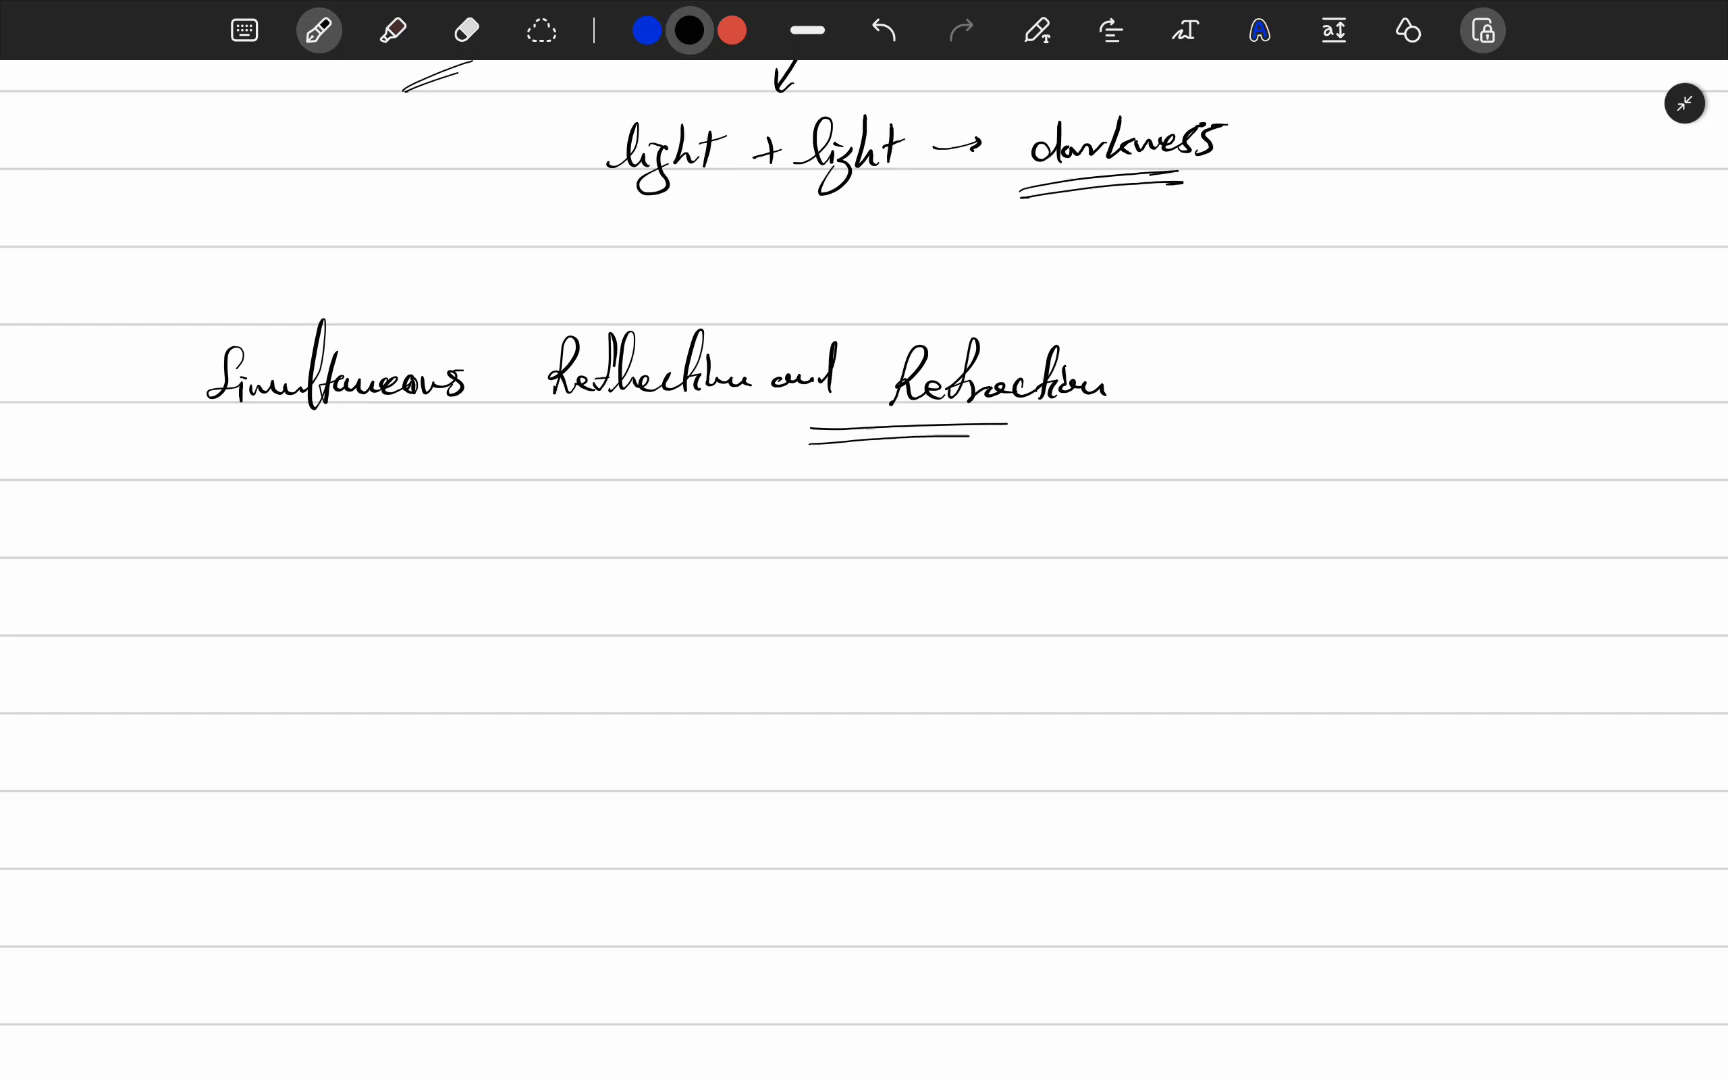 light + light → darkness
Simultaneous Reflection and Refraction